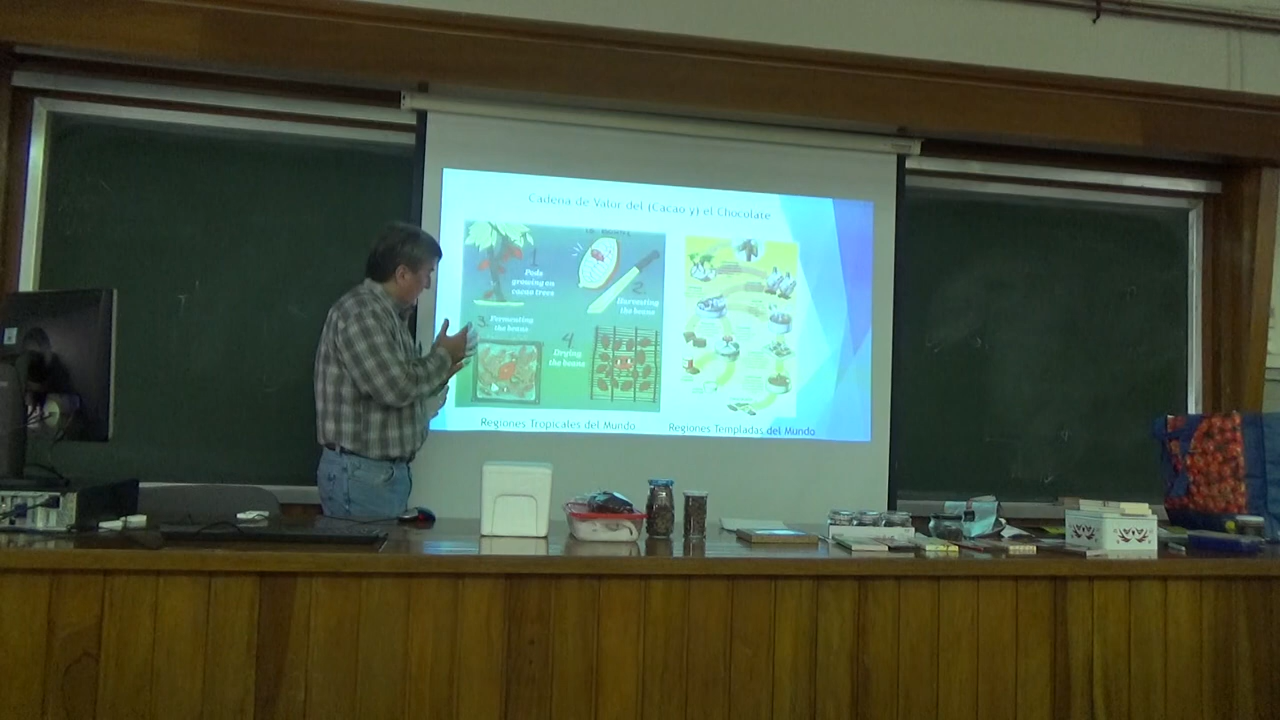 Cadena de Valor del (Cacao y) el Chocolate
1
Pods
growing on
cacao trees
2.
Harvesting
the beans
3.
Fermenting
the beans
4
Drying
the beans
Regiones Tropicales del Mundo
Regiones Templadas del Mundo